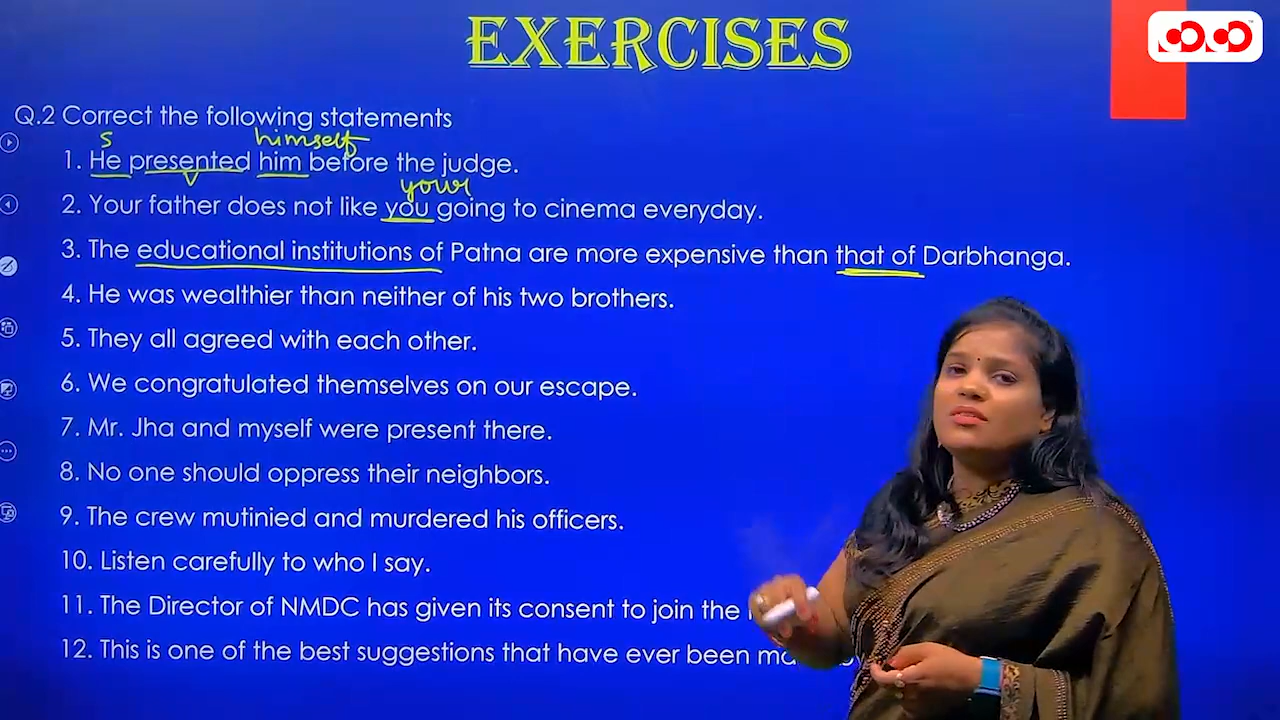 EXERCISES
Q.2 Correct the following statements
S himself
1. He presented him before the judge.
V your
2. Your father does not like you going to cinema everyday.
3. The educational institutions of Patna are more expensive than that of Darbhanga.
4. He was wealthier than neither of his two brothers.
5. They all agreed with each other.
6. We congratulated themselves on our escape.
7. Mr. Jha and myself were present there.
8. No one should oppress their neighbors.
9. The crew mutinied and murdered his officers.
10. Listen carefully to who I say.
11. The Director of NMDC has given its consent to join the
12. This is one of the best suggestions that have ever been